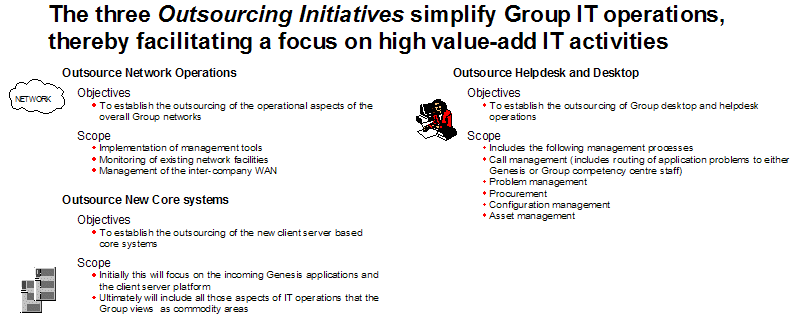 The three Outsourcing Initiatives simplify Group IT operations,
thereby facilitating a focus on high value-add IT activities
Outsource Network Operations
NETWORK
Objectives
• To establish the outsourcing of the operational aspects of the
overall Group networks
Scope
• Implementation of management tools
• Monitoring of existing network facilities
• Management of the inter-company WAN
Outsource New Core systems
Objectives
• To establish the outsourcing of the new client server based
core systems
Scope
• Initially this will focus on the incoming Genesis applications and
the client server platform
• Ultimately will include all those aspects of IT operations that the
Group views as commodity areas
Outsource Helpdesk and Desktop
Objectives
• To establish the outsourcing of Group desktop and helpdesk
operations
Scope
• Includes the following management processes
• Call management (includes routing of application problems to either
Genesis or Group competency centre staff)
• Problem management
• Procurement
• Configuration management
• Asset management